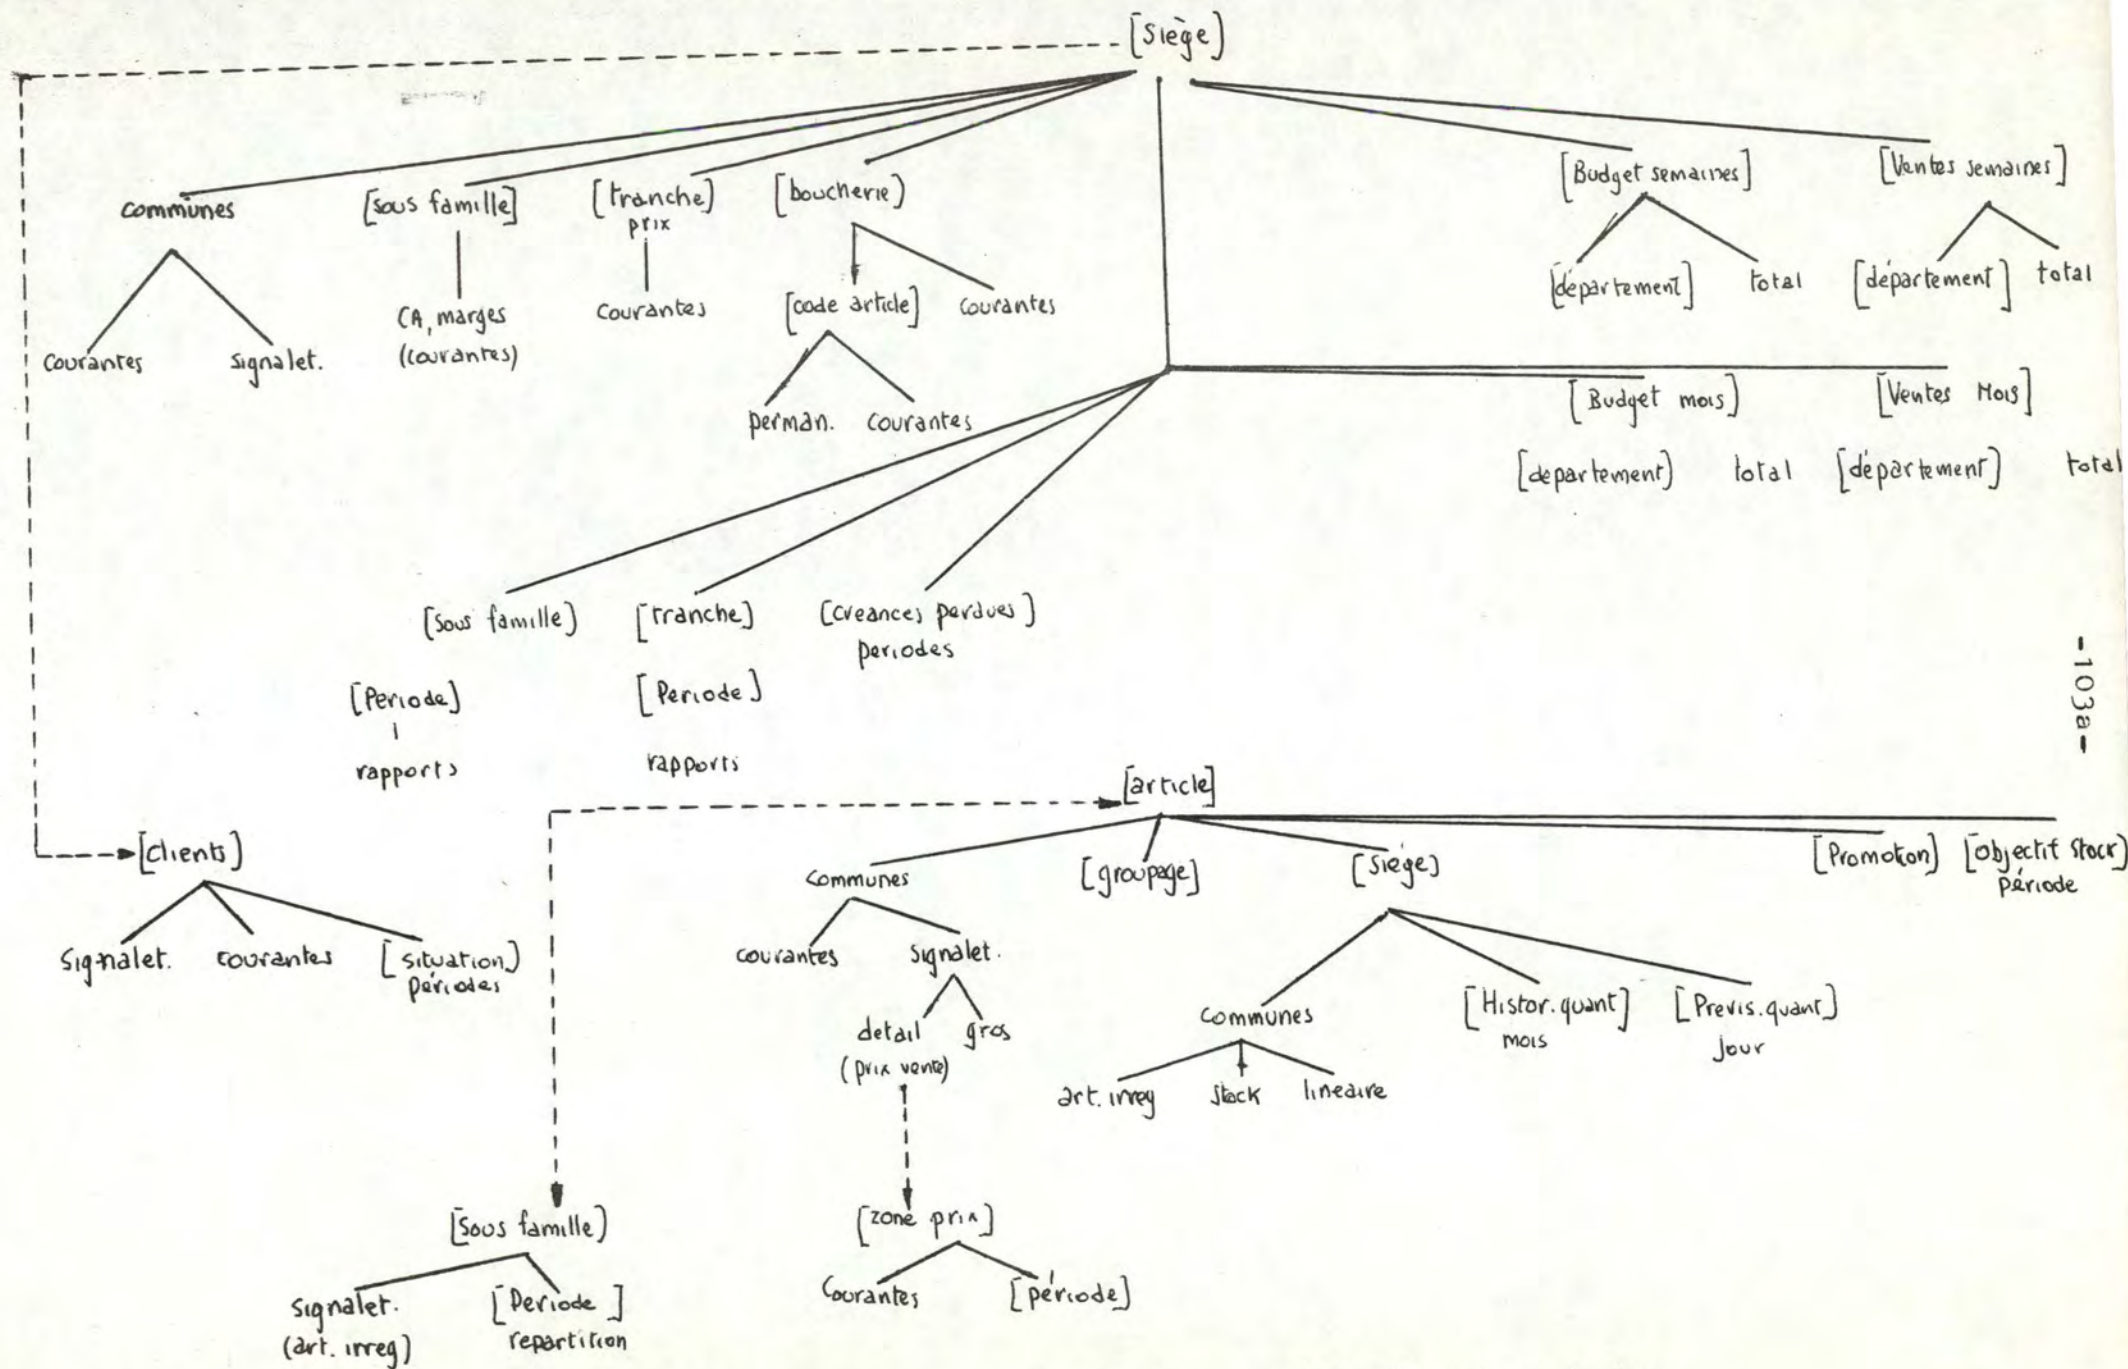 [Siège]
communes
[sous famille]
[tranche]
prix
[boucherie]
[Budget semaines]
[Ventes semaines]
courantes
signalet.
CA, marges
(courantes)
courantes
[code article]
courantes
[département]
total
[département]
total
perman.
courantes
[Budget mois]
[Ventes Mois]
[departement]
total
[département]
total
[sous famille]
[tranche]
[creances perdues]
periodes
[Periode]
[Periode]
rapports
rapports
-103a-
[article]
[clients]
communes
[groupage]
[siège]
[Promotion]
[objectif stock]
période
signalet.
courantes
[situation]
périodes
courantes
signalet.
detail
gros
(prix vente)
communes
[Histor.quant]
mois
[Previs.quant]
jour
art. irreg
stock
lineaire
[Sous famille]
[zone prix]
signalet.
(art. irreg)
[Periode]
repartition
Courantes
[période]